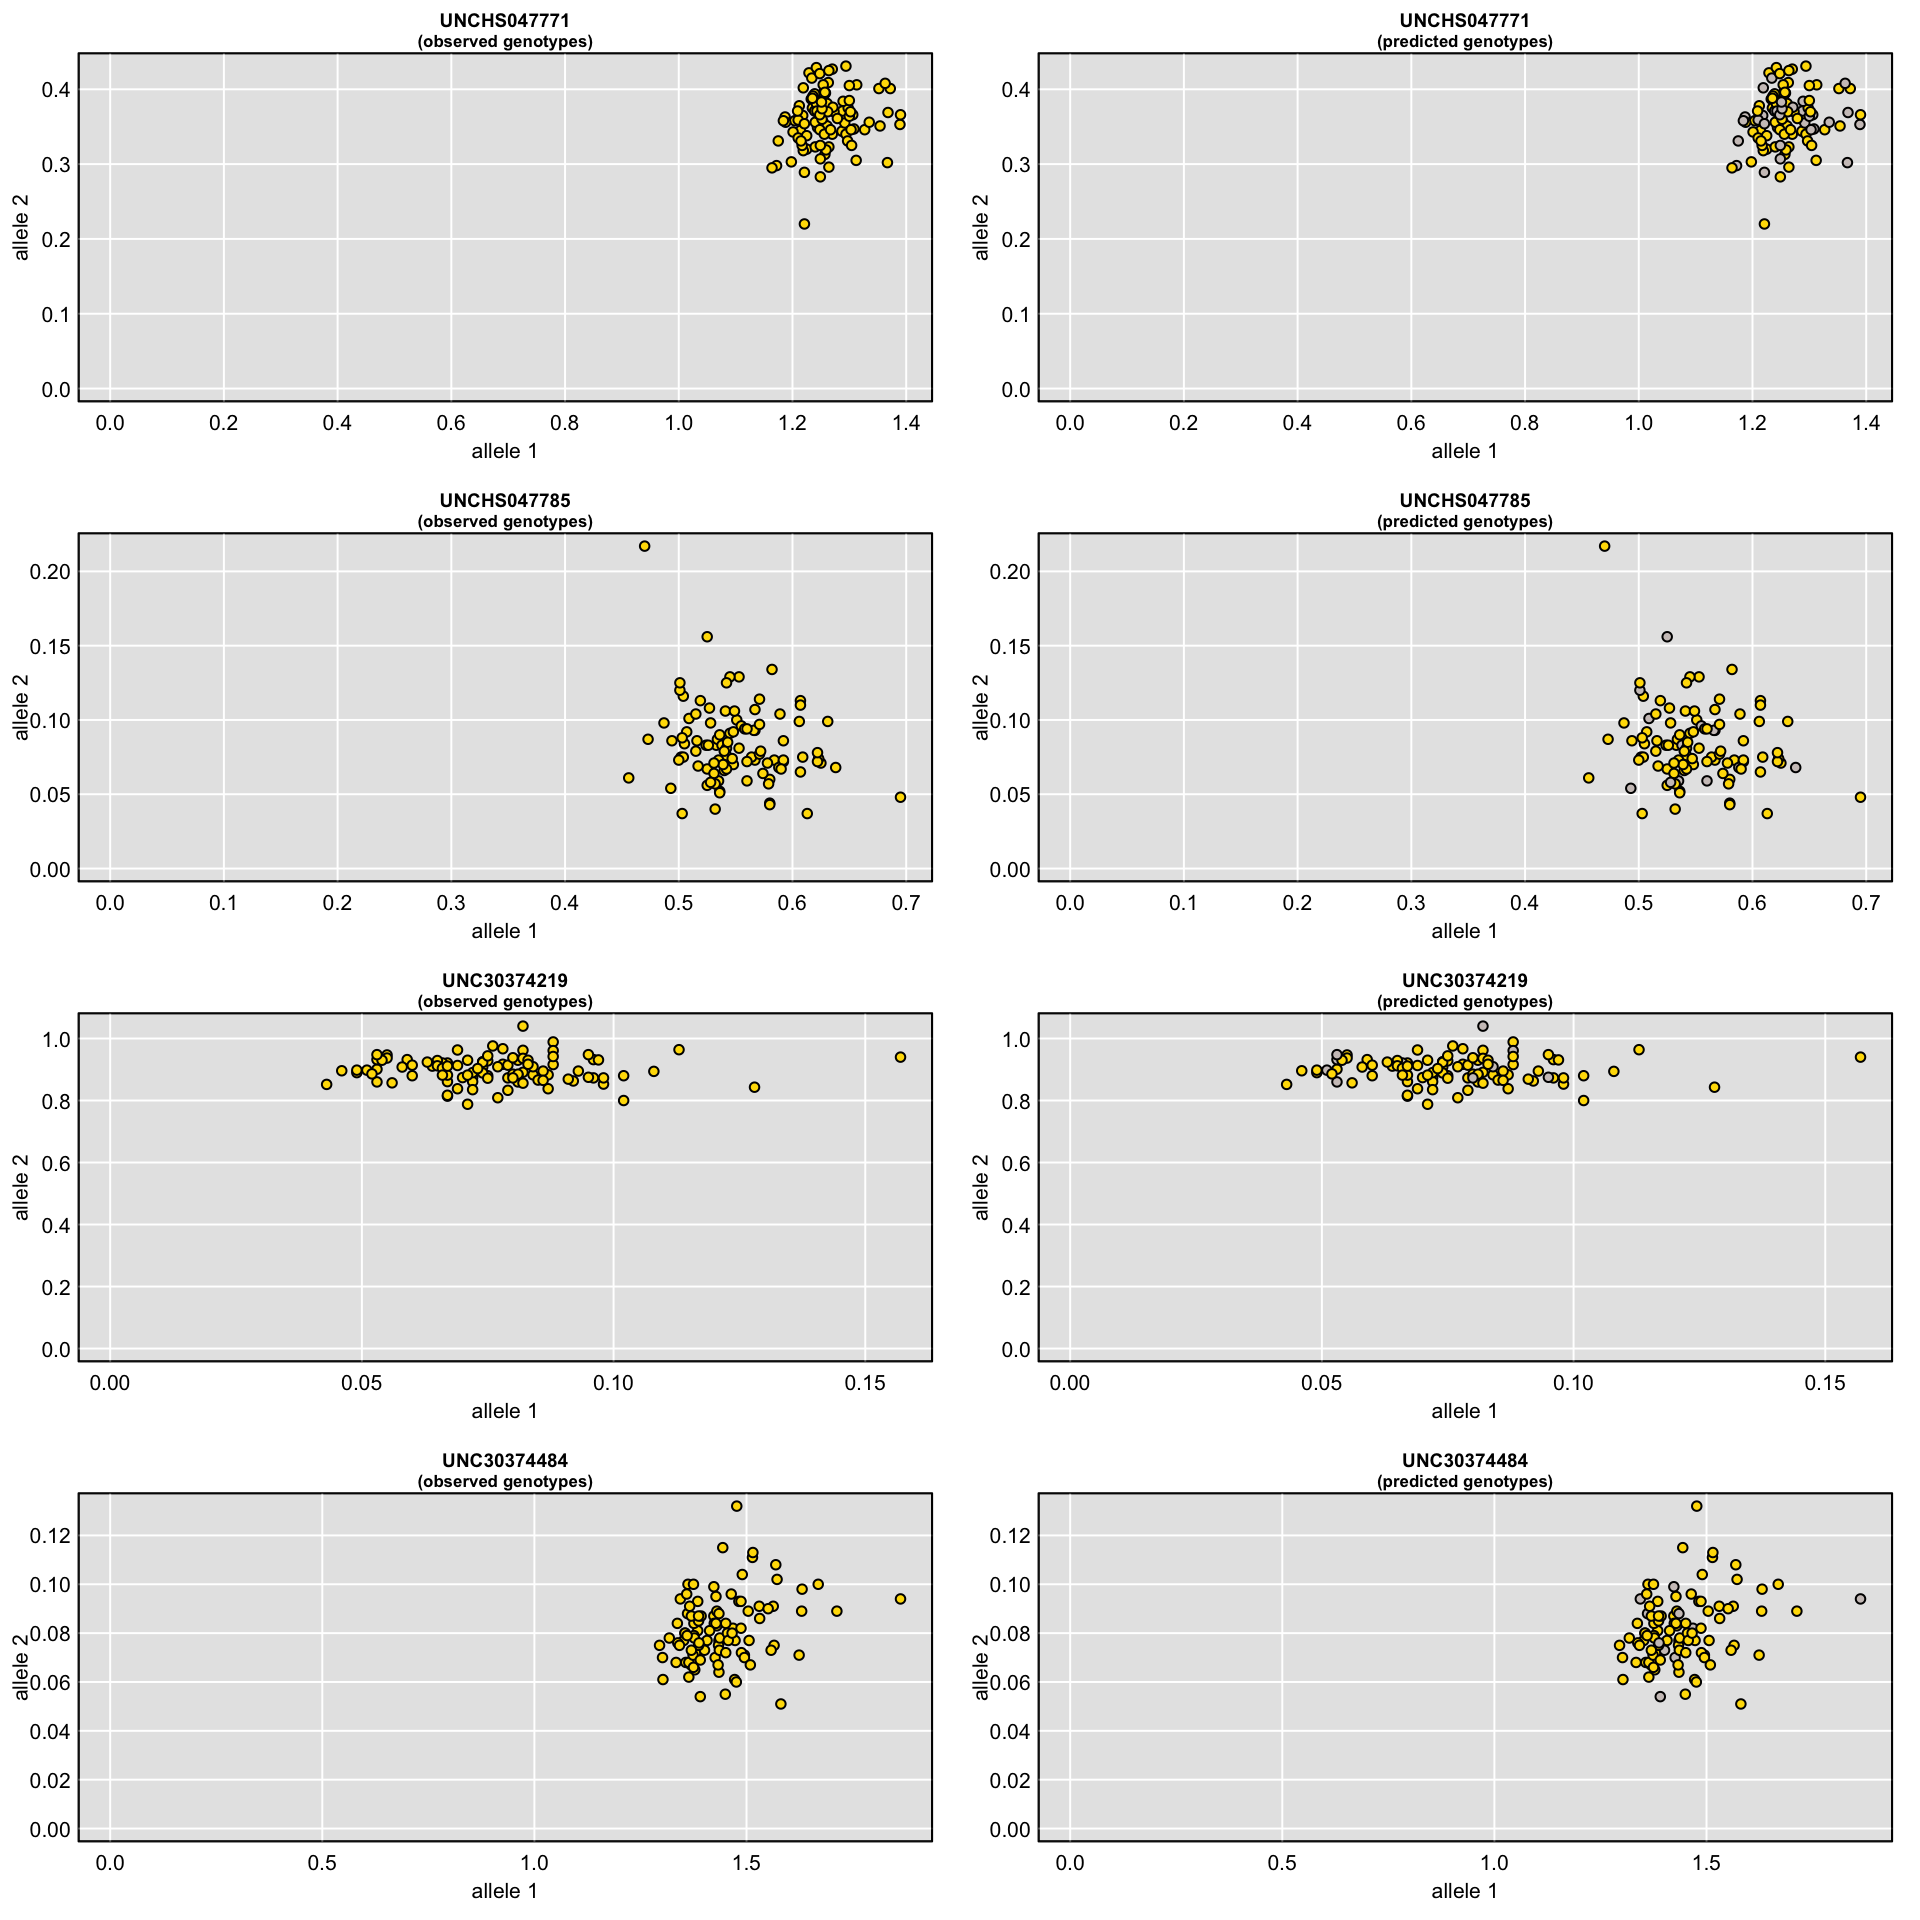 UNCHS047771
(observed genotypes)
allele 2
0.4
0.3
0.2
0.1
0.0
0.0 0.2 0.4 0.6 0.8 1.0 1.2 1.4
allele 1
UNCHS047771
(predicted genotypes)
allele 2
0.4
0.3
0.2
0.1
0.0
0.0 0.2 0.4 0.6 0.8 1.0 1.2 1.4
allele 1
UNCHS047785
(observed genotypes)
allele 2
0.20
0.15
0.10
0.05
0.00
0.0 0.1 0.2 0.3 0.4 0.5 0.6 0.7
allele 1
UNCHS047785
(predicted genotypes)
allele 2
0.20
0.15
0.10
0.05
0.00
0.0 0.1 0.2 0.3 0.4 0.5 0.6 0.7
allele 1
UNC30374219
(observed genotypes)
allele 2
1.0
0.8
0.6
0.4
0.2
0.0
0.00 0.05 0.10 0.15
allele 1
UNC30374219
(predicted genotypes)
allele 2
1.0
0.8
0.6
0.4
0.2
0.0
0.00 0.05 0.10 0.15
allele 1
UNC30374484
(observed genotypes)
allele 2
0.12
0.10
0.08
0.06
0.04
0.02
0.00
0.0 0.5 1.0 1.5
allele 1
UNC30374484
(predicted genotypes)
allele 2
0.12
0.10
0.08
0.06
0.04
0.02
0.00
0.0 0.5 1.0 1.5
allele 1